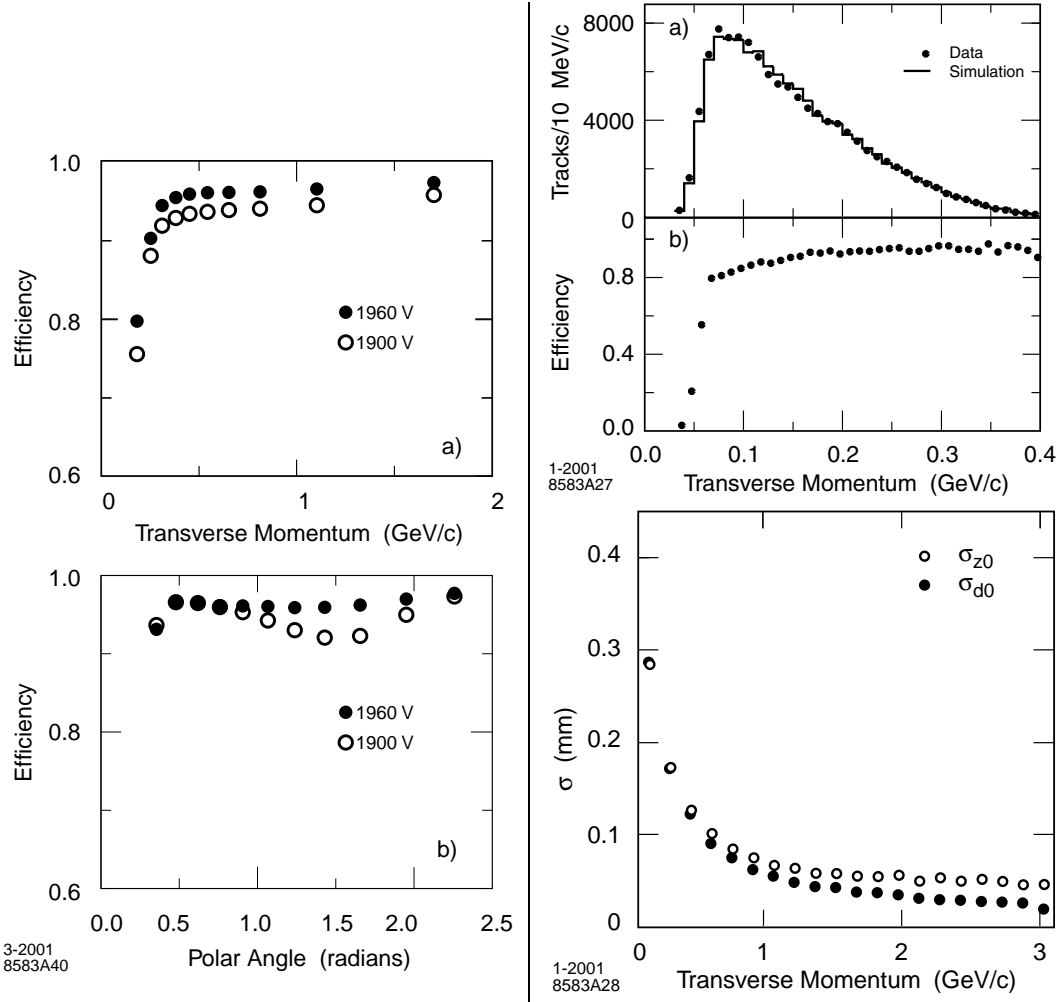 1.0
0.8
0.6
Efficiency
1960 V
1900 V
a)
0
1
2
Transverse Momentum (GeV/c)
1.0
0.8
0.6
Efficiency
1960 V
1900 V
b)
0.0
0.5
1.0
1.5
2.0
2.5
Polar Angle (radians)
3-2001
8583A40
8000
4000
0
Tracks/10 MeV/c
a)
Data
Simulation
b)
0.8
0.4
0.0
Efficiency
0.0
0.1
0.2
0.3
0.4
1-2001
8583A27
Transverse Momentum (GeV/c)
0.4
0.3
0.2
0.1
0
σ (mm)
σz0
σd0
1
2
3
1-2001
8583A28
Transverse Momentum (GeV/c)